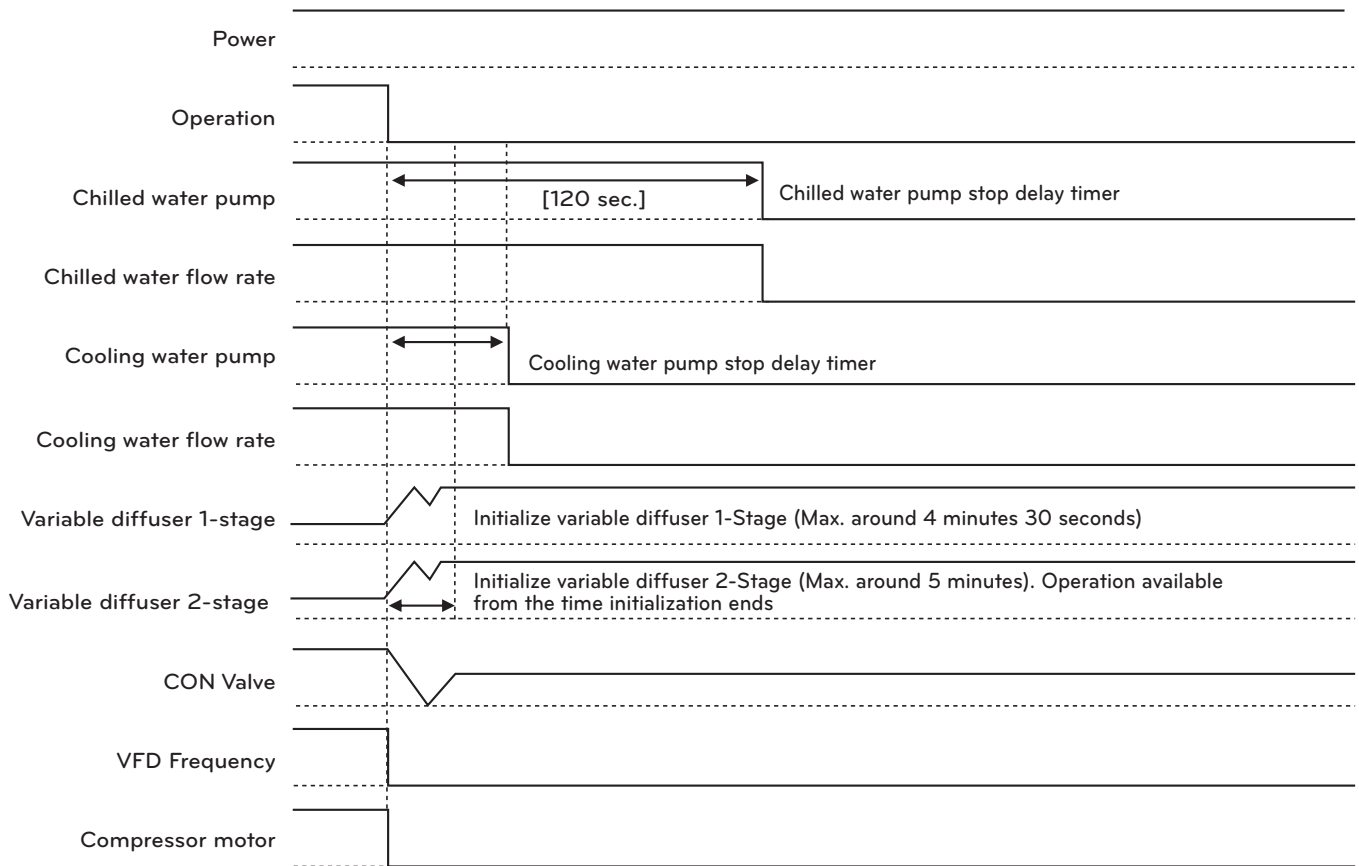 Power
Operation
Chilled water pump
[120 sec.]
Chilled water pump stop delay timer
Chilled water flow rate
Cooling water pump
Cooling water pump stop delay timer
Cooling water flow rate
Variable diffuser 1-stage
Initialize variable diffuser 1-Stage (Max. around 4 minutes 30 seconds)
Variable diffuser 2-stage
Initialize variable diffuser 2-Stage (Max. around 5 minutes). Operation available
from the time initialization ends
CON Valve
VFD Frequency
Compressor motor